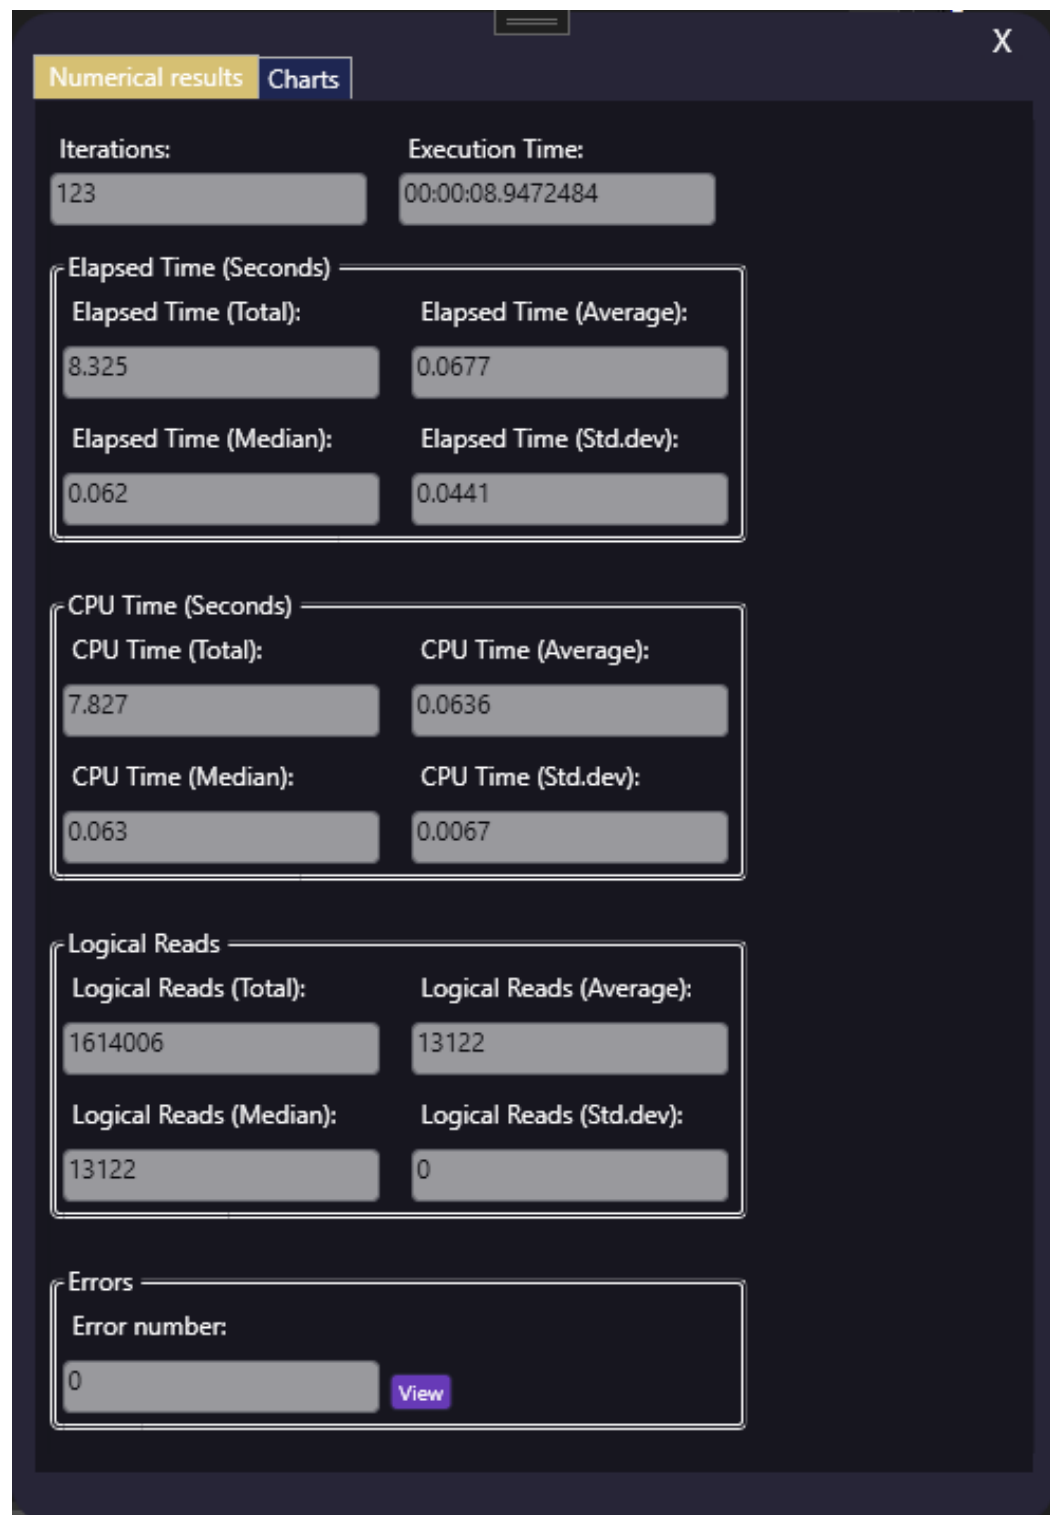 X
Numerical results Charts
Iterations: Execution Time:
123 00:00:08.9472484
Elapsed Time (Seconds)
Elapsed Time (Total): Elapsed Time (Average):
8.325 0.0677
Elapsed Time (Median): Elapsed Time (Std.dev):
0.062 0.0441
CPU Time (Seconds)
CPU Time (Total): CPU Time (Average):
7.827 0.0636
CPU Time (Median): CPU Time (Std.dev):
0.063 0.0067
Logical Reads
Logical Reads (Total): Logical Reads (Average):
1614006 13122
Logical Reads (Median): Logical Reads (Std.dev):
13122 0
Errors
Error number:
0 View